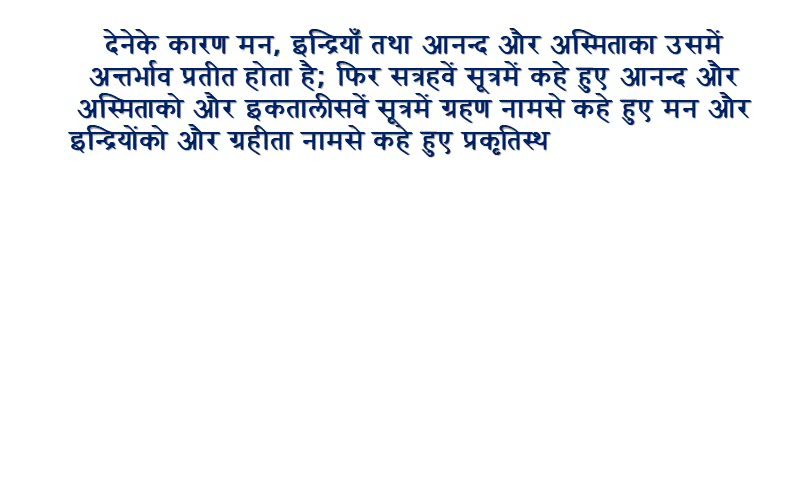 देनेके कारण मन, इन्द्रियाँ तथा आनन्द और अस्मिताका उसमें
अन्तर्भाव प्रतीत होता है; फिर सत्रहवें सूत्रमें कहे हुए आनन्द और
अस्मिताको और इकतालीसवें सूत्रमें ग्रहण नामसे कहे हुए मन और
इन्द्रियोंको और ग्रहीता नामसे कहे हुए प्रकृतिस्थ